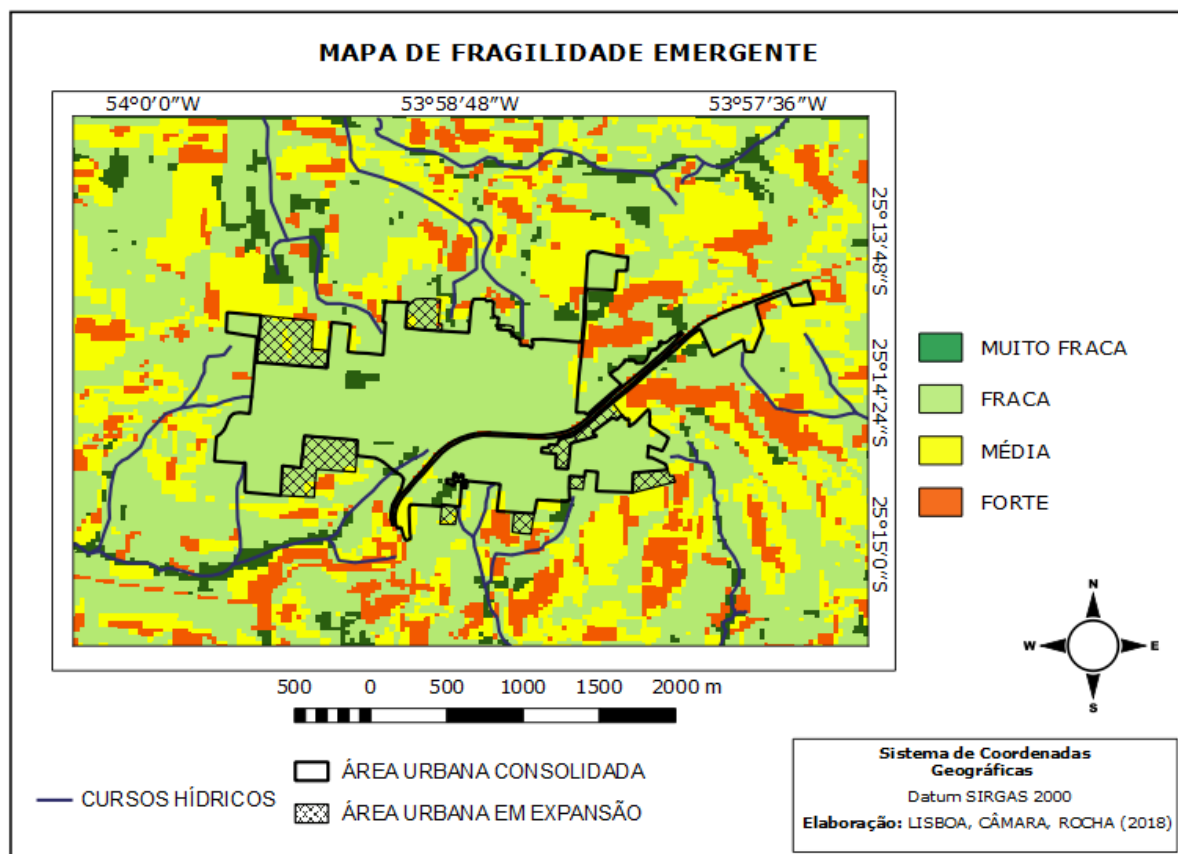 MAPA DE FRAGILIDADE EMERGENTE
54°0'0"W 53°58'48"W 53°57'36"W
25°13'48"S
25°14'24"S
25°15'0"S
MUITO FRACA
FRACA
MÉDIA
FORTE
N
W E
S
500 0 500 1000 1500 2000 m
CURSOS HÍDRICOS
ÁREA URBANA CONSOLIDADA
ÁREA URBANA EM EXPANSÃO
Sistema de Coordenadas
Geográficas
Datum SIRGAS 2000
Elaboração: LISBOA, CÂMARA, ROCHA (2018)